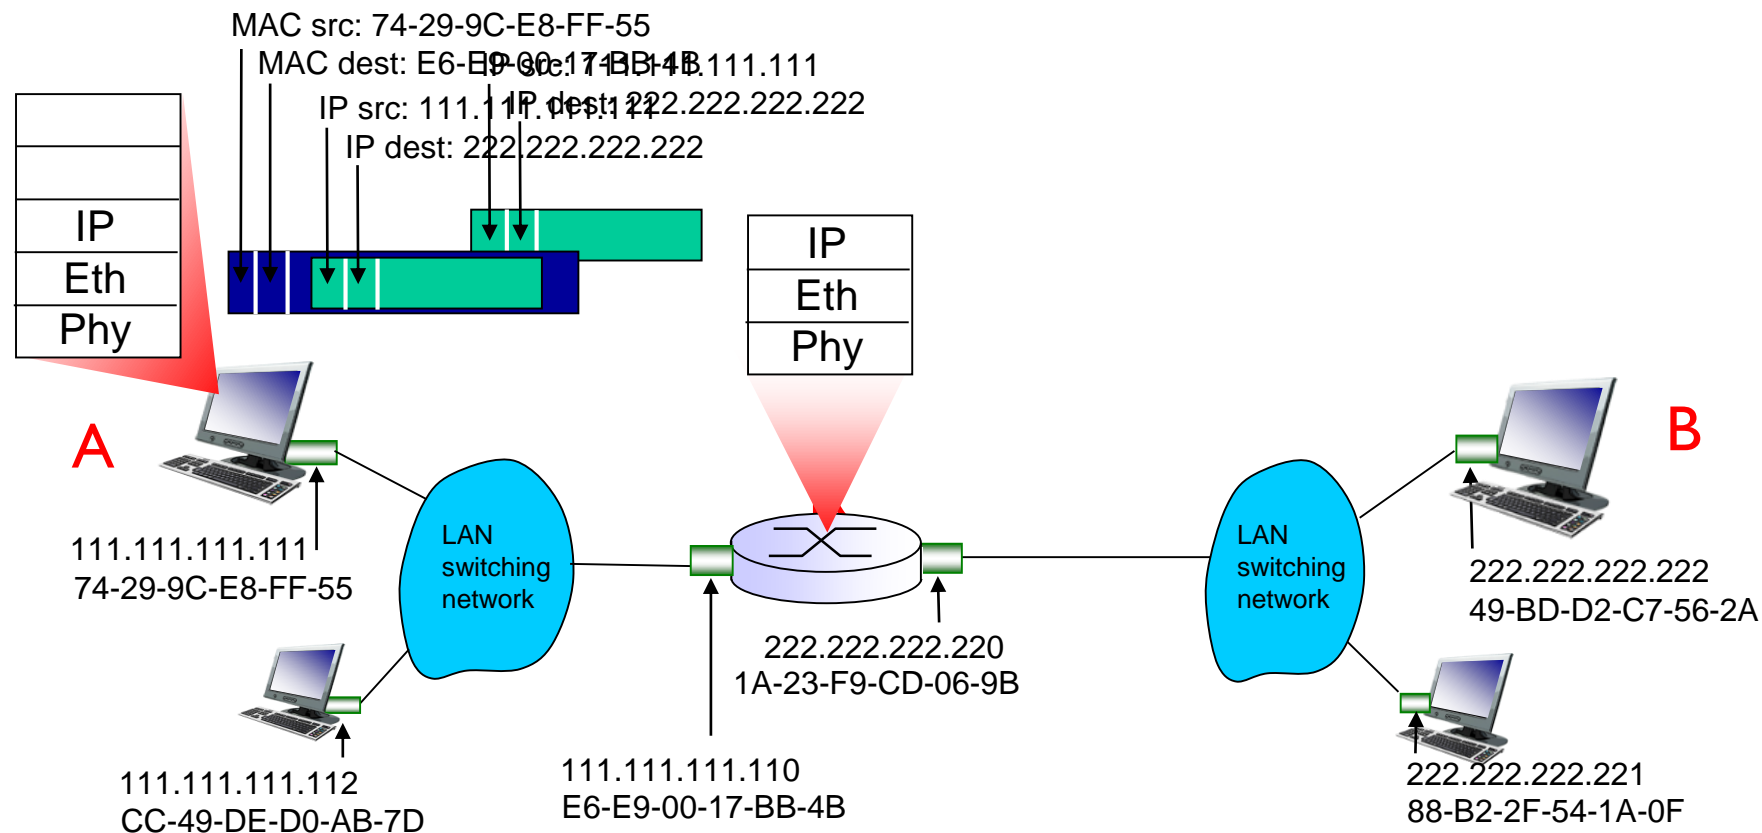 MAC src: 74-29-9C-E8-FF-55
MAC dest: E6-E9-00-17-BB-4B
IP src: 111.111.111.111
IP src: 111.111.111.111
IP dest: 222.222.222.222
IP dest: 222.222.222.222
IP
Eth
Phy
IP
Eth
Phy
A
B
LAN
switching
network
LAN
switching
network
111.111.111.111
74-29-9C-E8-FF-55
222.222.222.222
49-BD-D2-C7-56-2A
222.222.222.220
1A-23-F9-CD-06-9B
111.111.111.112
CC-49-DE-D0-AB-7D
111.111.111.110
E6-E9-00-17-BB-4B
222.222.222.221
88-B2-2F-54-1A-0F